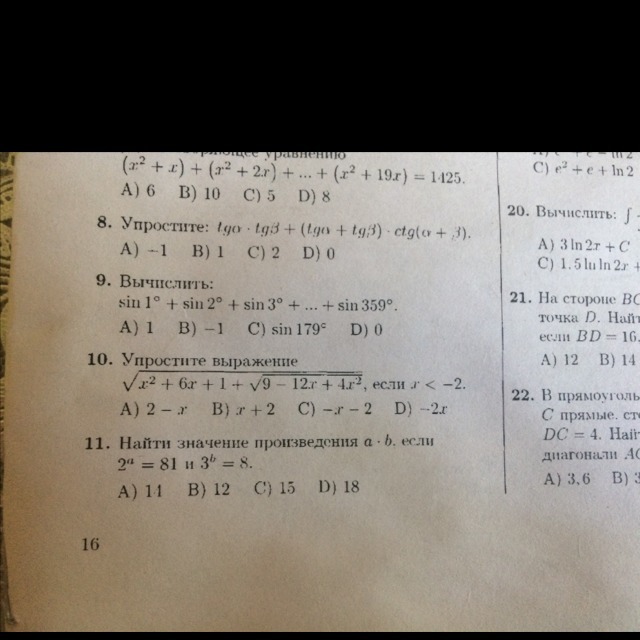 уравнению
(x² + x) + (x² + 2x) + ... + (x² + 19x) = 1425.
A) 6 B) 10 C) 5 D) 8
8. Упростите: tgα · tgβ + (tgα + tgβ) · ctg(α + β).
A) −1 B) 1 C) 2 D) 0
9. Вычислить:
sin 1° + sin 2° + sin 3° + ... + sin 359°.
A) 1 B) −1 C) sin 179° D) 0
10. Упростите выражение
√(x² + 6x + 1 + √(9 − 12x + 4x²)), если x < −2.
A) 2 − x B) x + 2 C) −x − 2 D) −2x
11. Найти значение произведения a · b, если
2ᵃ = 81 и 3ᵇ = 8.
A) 14 B) 12 C) 15 D) 18
16
C) e² + e + ln 2
20. Вычислить: ∫
A) 3 ln 2x + C
C) 1.5 ln ln 2x +
21. На стороне BC
точка D. Найт
если BD = 16.
A) 12 B) 14
22. В прямоуголь
C прямые. сто
DC = 4. Най
диагонали AC
A) 3,6 B) 3